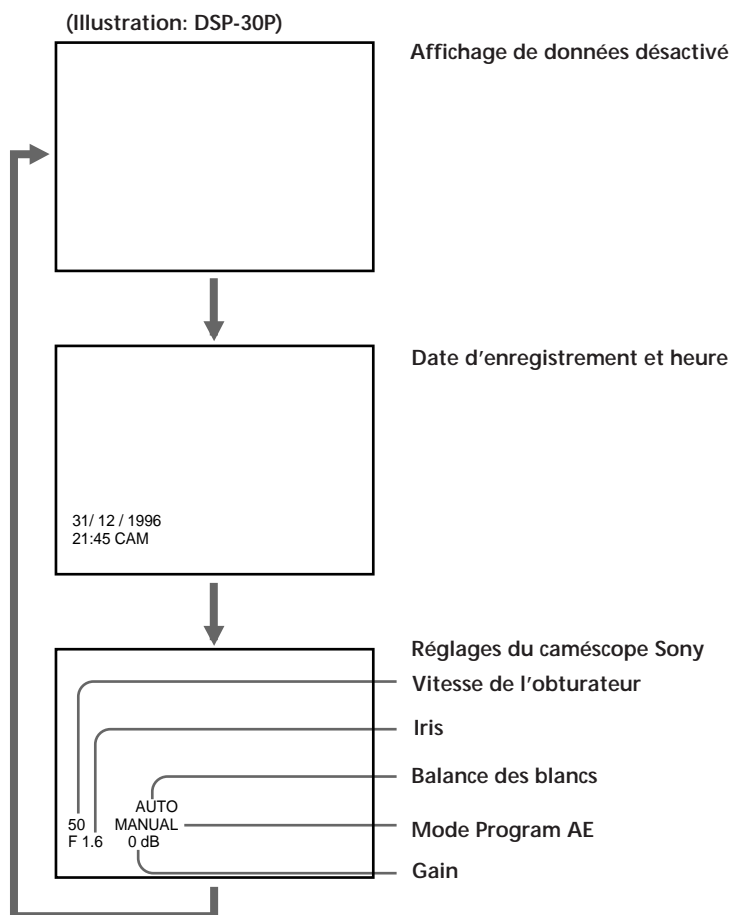 (Illustration: DSP-30P)
Affichage de données désactivé
Date d'enregistrement et heure
31/ 12 / 1996
21:45 CAM
Réglages du caméscope Sony
Vitesse de l'obturateur
Iris
Balance des blancs
AUTO
50 MANUAL
Mode Program AE
F 1.6 0 dB
Gain